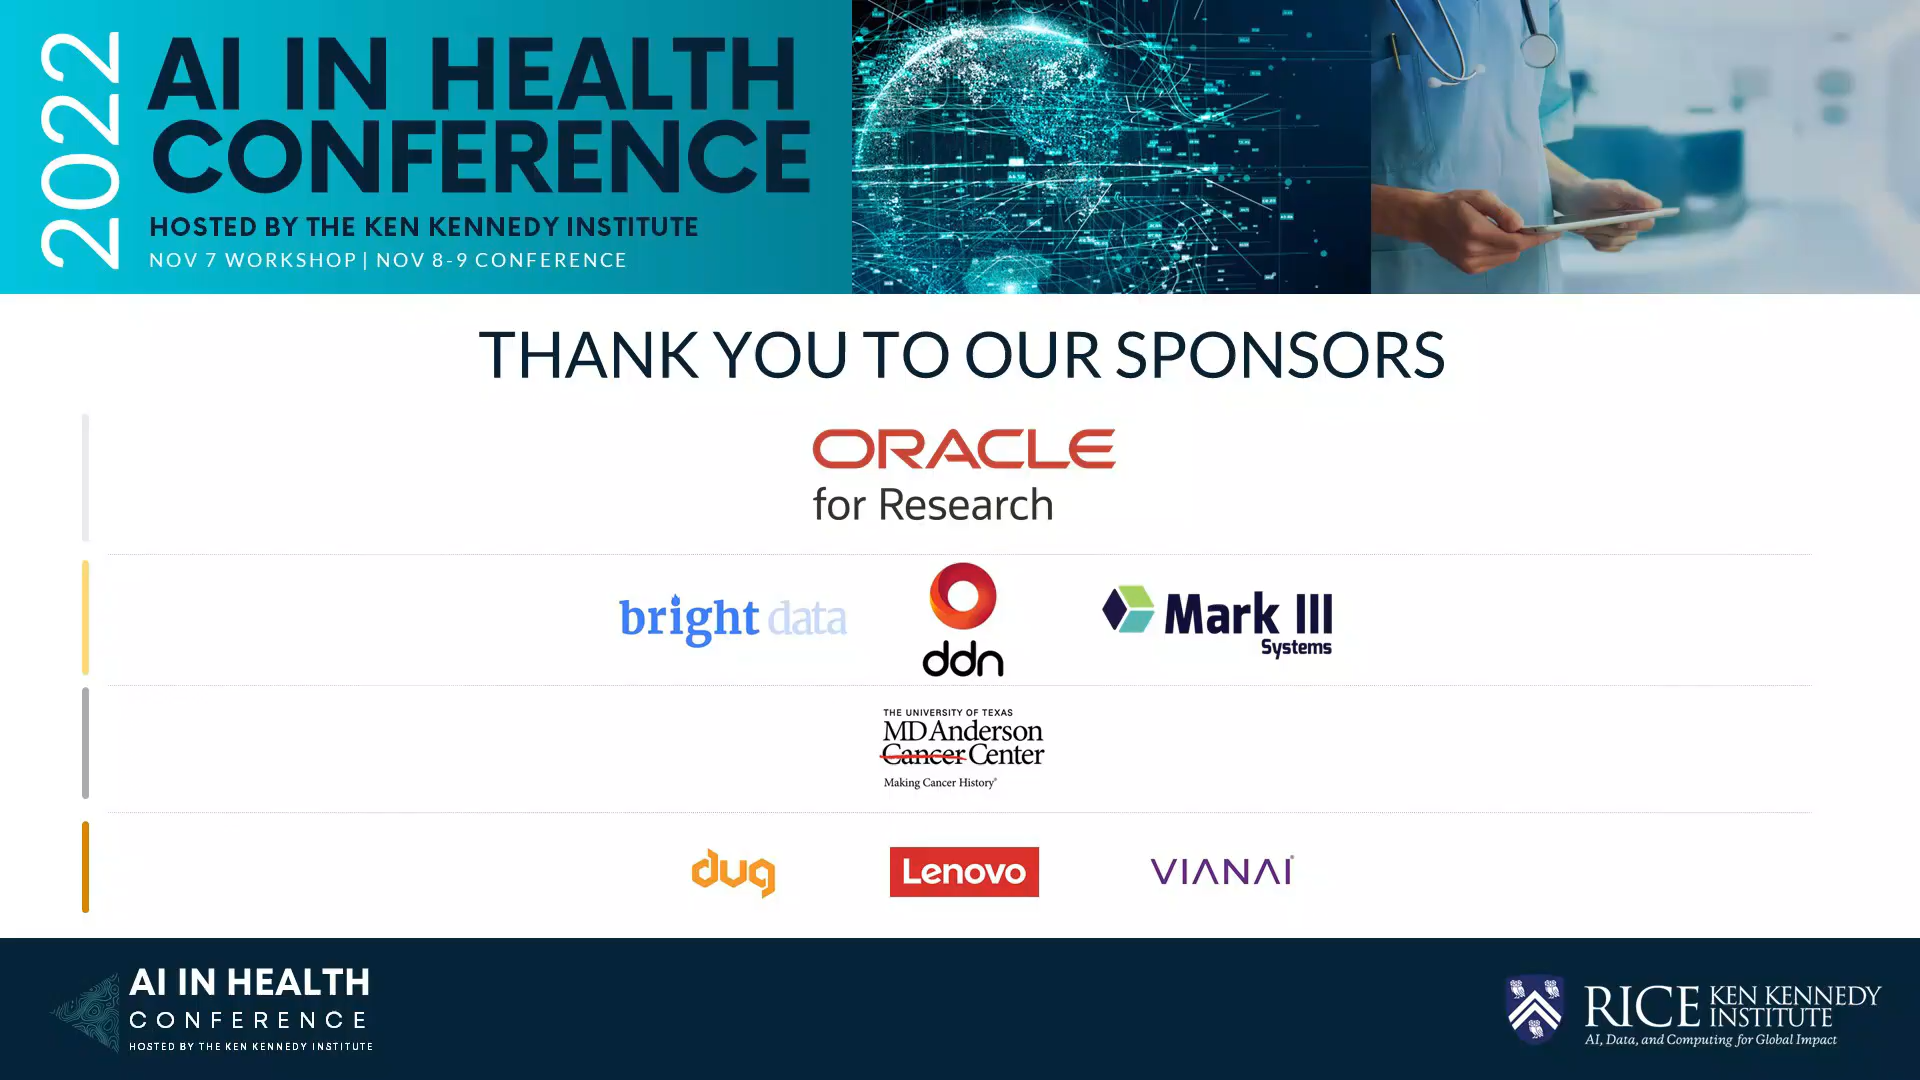 2022
AI IN HEALTH
CONFERENCE
HOSTED BY THE KEN KENNEDY INSTITUTE
NOV 7 WORKSHOP | NOV 8-9 CONFERENCE
THANK YOU TO OUR SPONSORS
ORACLE
for Research
bright data
ddn
Mark III
Systems
THE UNIVERSITY OF TEXAS
MD Anderson
Cancer Center
Making Cancer History®
dug
Lenovo
VIANAI
AI IN HEALTH
CONFERENCE
HOSTED BY THE KEN KENNEDY INSTITUTE
RICE KEN KENNEDY
INSTITUTE
AI, Data, and Computing for Global Impact